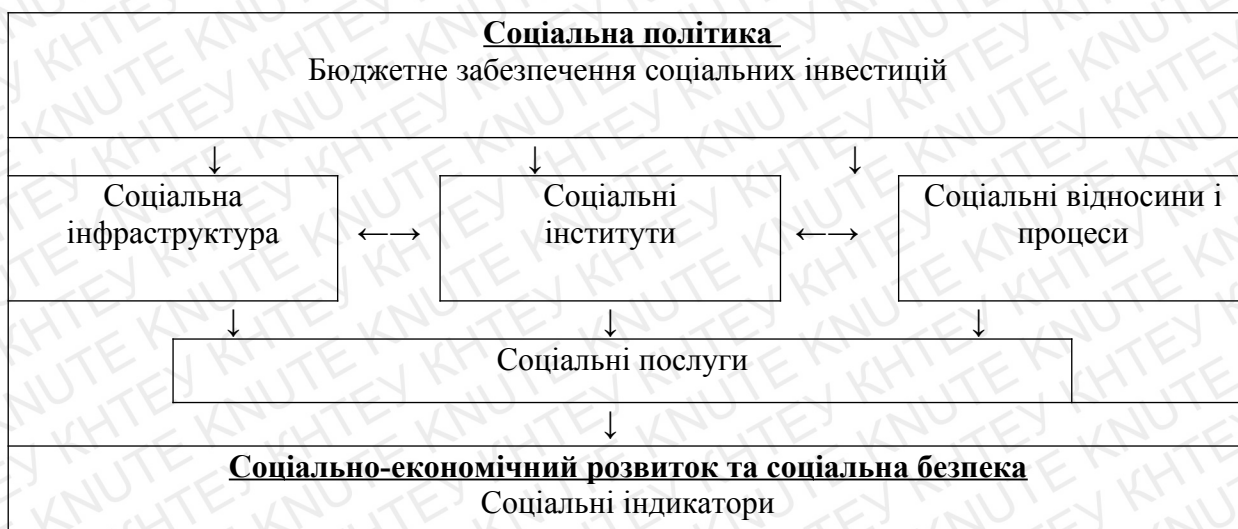 Соціальна політика
Бюджетне забезпечення соціальних інвестицій
↓ ↓ ↓
Соціальна
інфраструктура
←→
Соціальні
інститути
←→
Соціальні відносини і
процеси
↓ ↓ ↓
Соціальні послуги
↓
Соціально-економічний розвиток та соціальна безпека
Соціальні індикатори